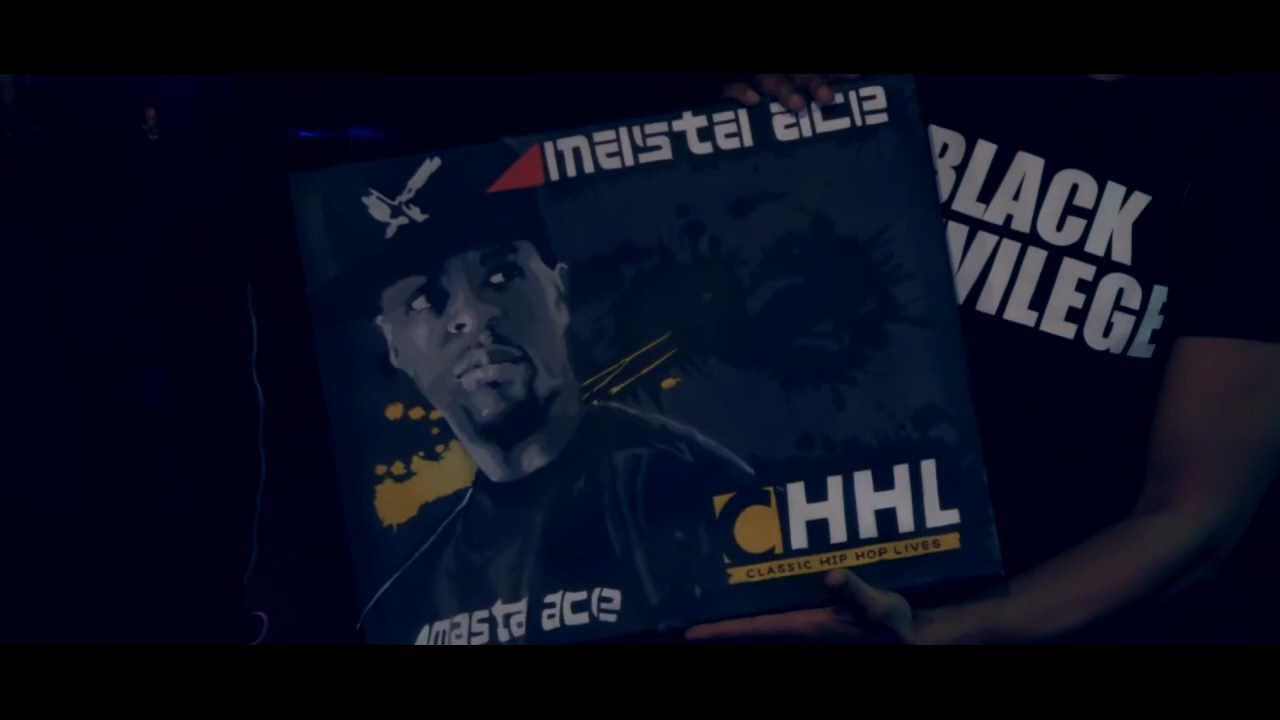 masta ace
BLACK
VILEGE
CHHL
CLASSIC HIP HOP LIVES
masta ace